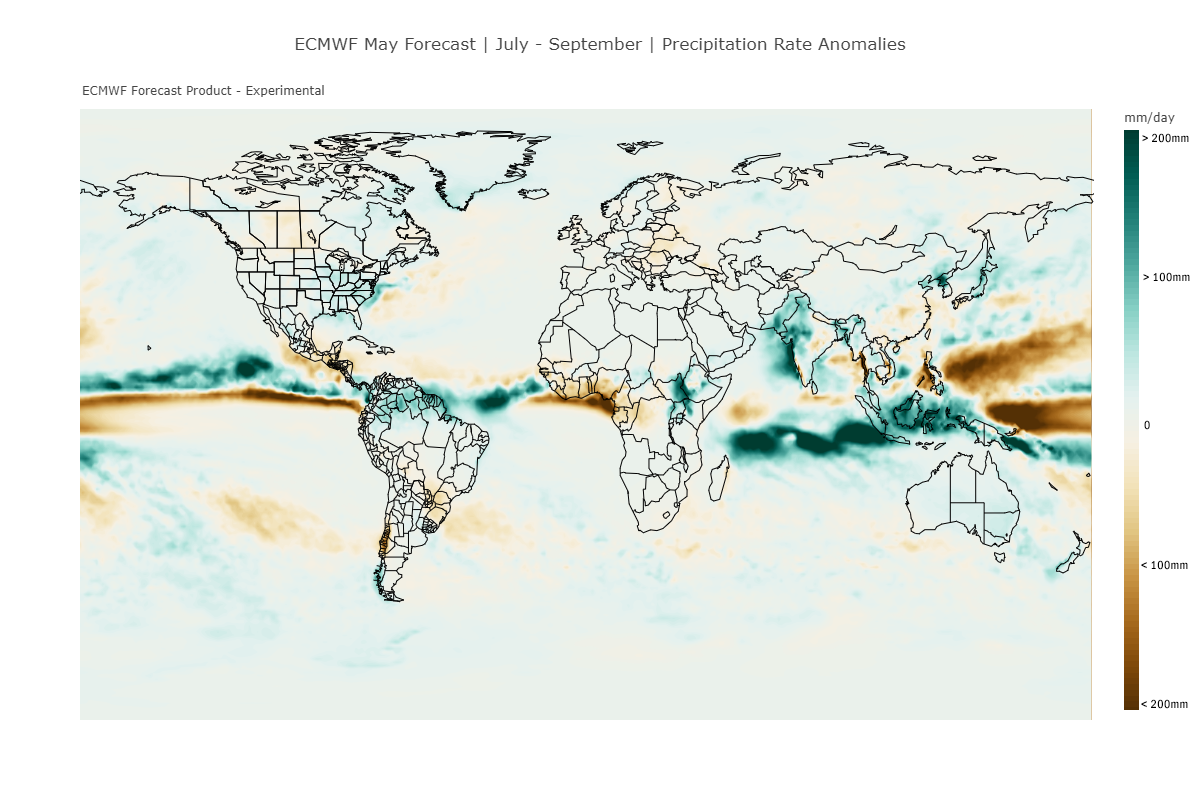 ECMWF May Forecast | July - September | Precipitation Rate Anomalies
ECMWF Forecast Product - Experimental
mm/day
> 200mm
> 100mm
0
< 100mm
< 200mm